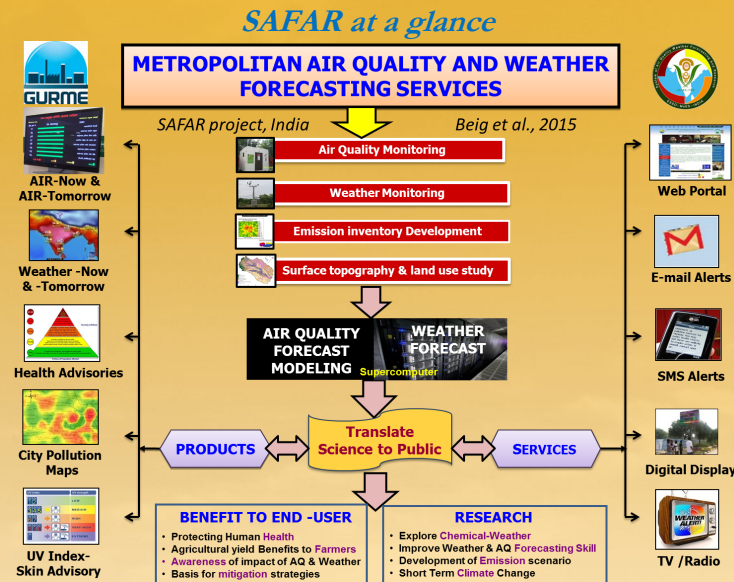 SAFAR at a glance
METROPOLITAN AIR QUALITY AND WEATHER
FORECASTING SERVICES
GURME
SAFAR project, India
Beig et al., 2015
Air Quality Monitoring
Weather Monitoring
Emission inventory Development
Surface topography & land use study
AIR-Now &
AIR-Tomorrow
Weather -Now
& -Tomorrow
Health Advisories
City Pollution
Maps
UV Index-
Skin Advisory
Web Portal
E-mail Alerts
SMS Alerts
Digital Display
WEATHER
ALERT!
TV /Radio
AIR QUALITY
FORECAST
MODELING
WEATHER
FORECAST
Supercomputer
PRODUCTS
Translate
Science to Public
SERVICES
BENEFIT TO END -USER
• Protecting Human Health
• Agricultural yield Benefits to Farmers
• Awareness of impact of AQ & Weather
• Basis for mitigation strategies
RESEARCH
• Explore Chemical-Weather
• Improve Weather & AQ Forecasting Skill
• Development of Emission scenario
• Short Term Climate Change